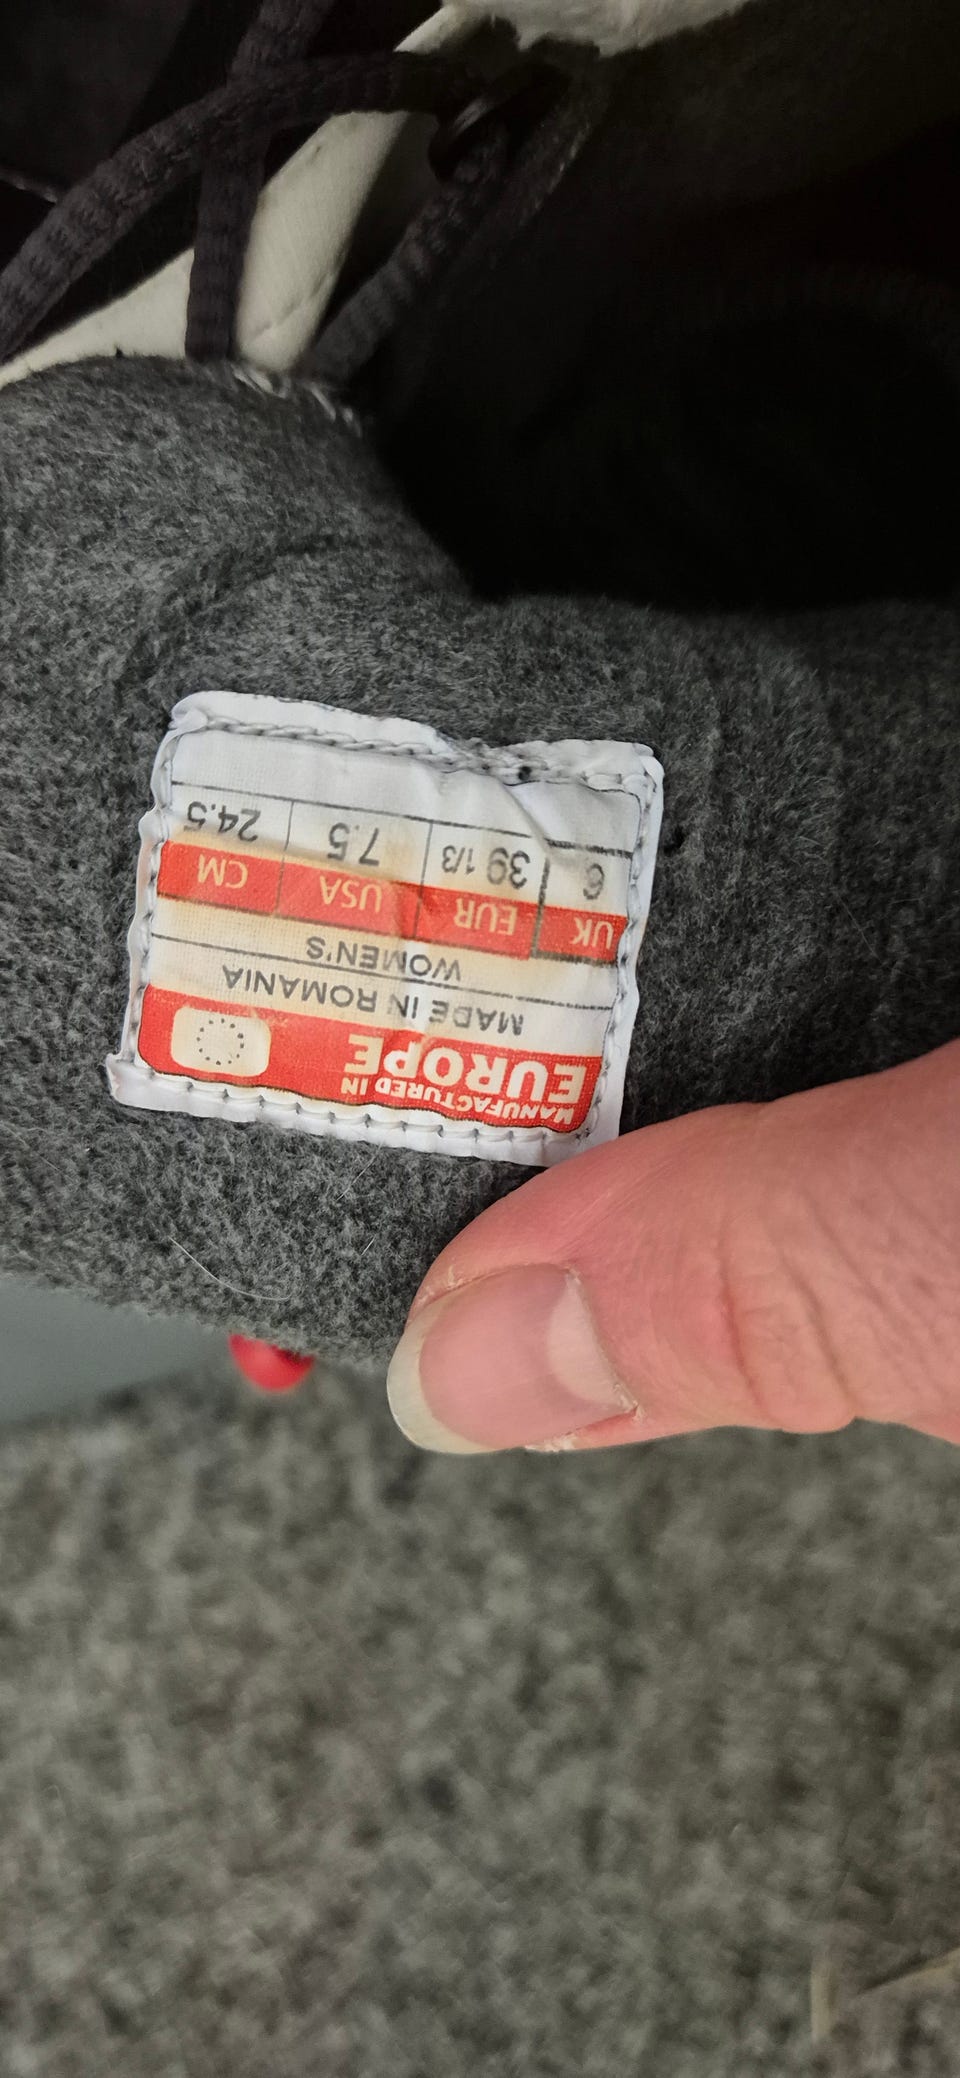 MANUFACTURED IN
EUROPE
MADE IN ROMANIA
WOMEN'S
UK EUR USA CM
6 39 1/3 7.5 24.5